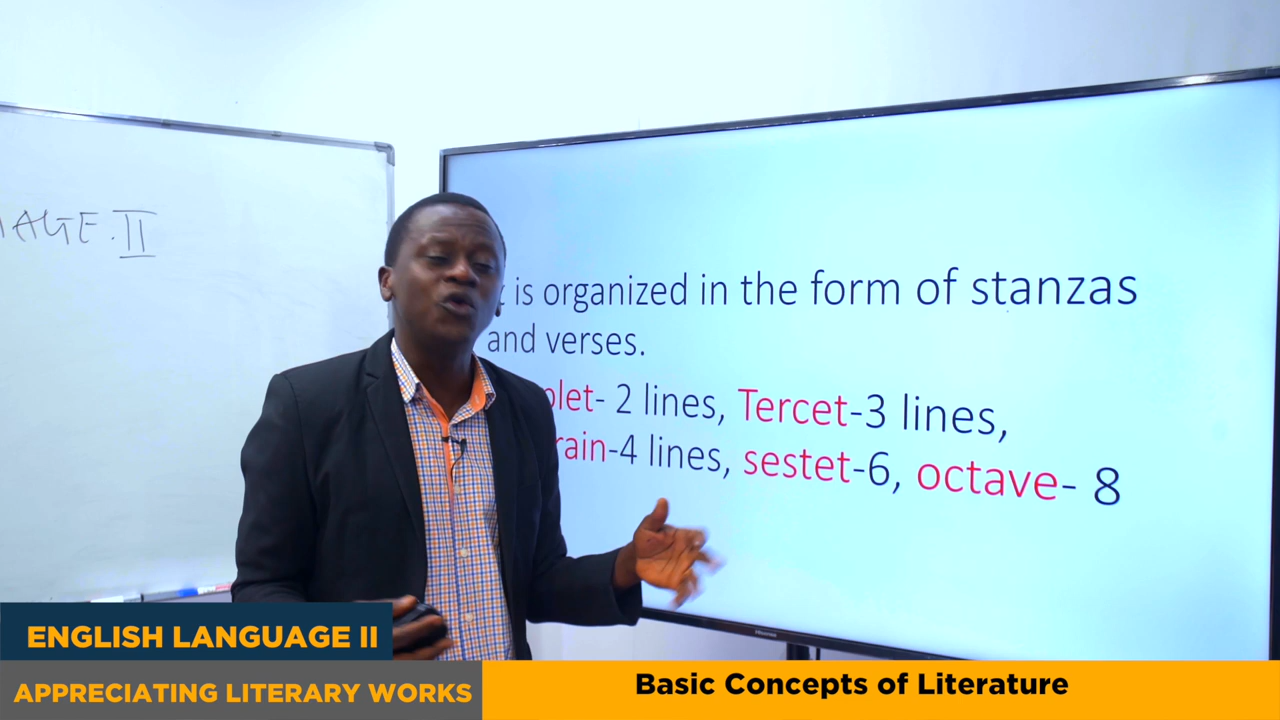 AGE. II
is organized in the form of stanzas
and verses.
plet- 2 lines, Tercet-3 lines,
rain-4 lines, sestet-6, octave- 8
Hisense
ENGLISH LANGUAGE II
APPRECIATING LITERARY WORKS
Basic Concepts of Literature